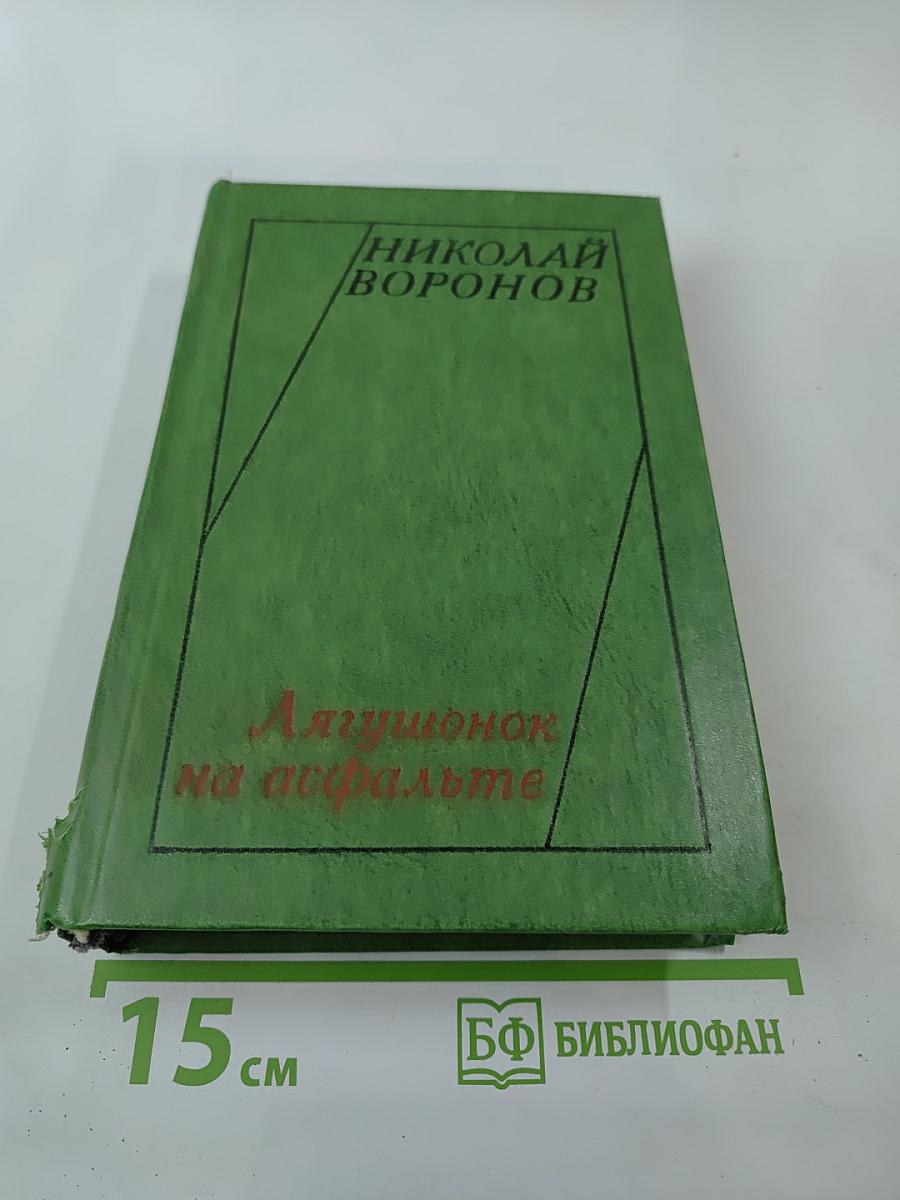 НИКОЛАЙ
ВОРОНОВ
Лягушонок
на асфальте
15 см
БФ БИБЛИОФАН